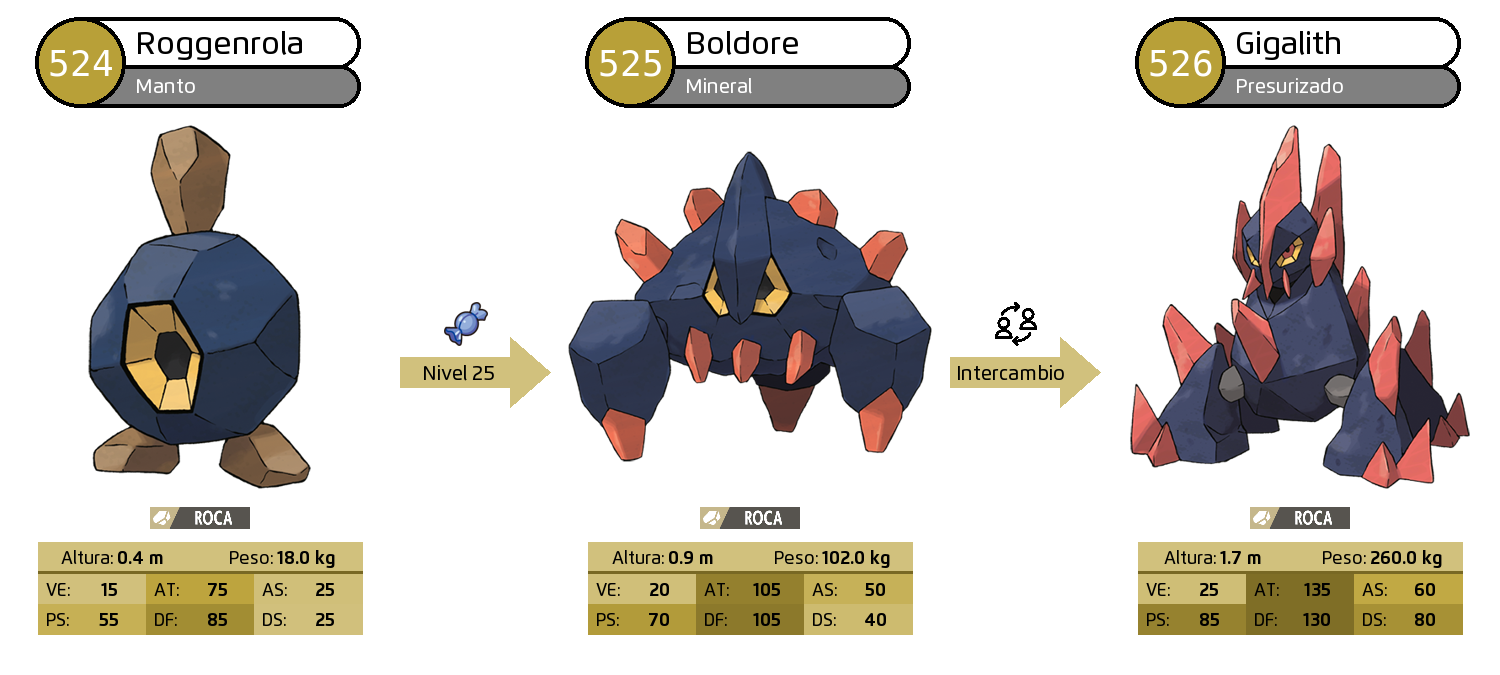 524
Roggenrola
Manto
525
Boldore
Mineral
526
Gigalith
Presurizado
Nivel 25
Intercambio
ROCA
Altura: 0.4 m Peso: 18.0 kg
VE: 15 AT: 75 AS: 25
PS: 55 DF: 85 DS: 25
ROCA
Altura: 0.9 m Peso: 102.0 kg
VE: 20 AT: 105 AS: 50
PS: 70 DF: 105 DS: 40
ROCA
Altura: 1.7 m Peso: 260.0 kg
VE: 25 AT: 135 AS: 60
PS: 85 DF: 130 DS: 80